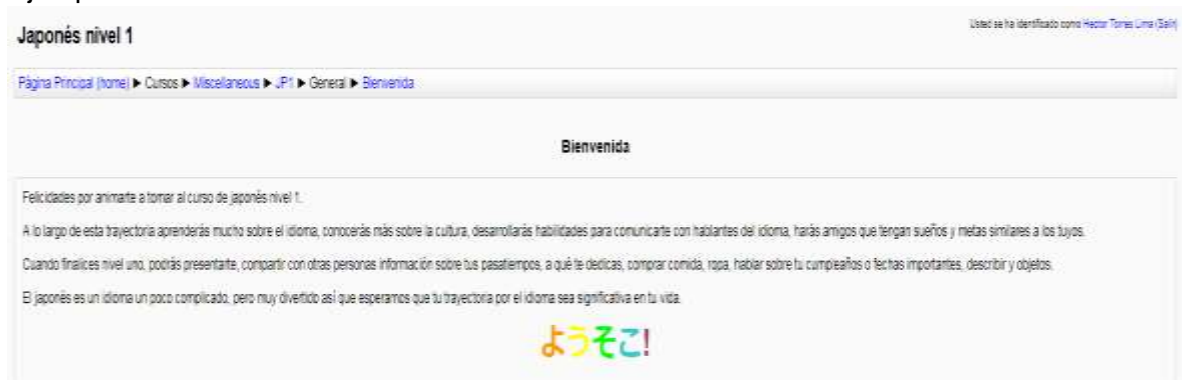 Japonés nivel 1
Usted se ha identificado como Hector Torres Lima (Salir)
Página Principal (home) ▶ Cursos ▶ Miscellaneous ▶ JP1 ▶ General ▶ Bienvenida
Bienvenida
Felicidades por animarte a tomar al curso de japonés nivel 1.
A lo largo de esta trayectoria aprenderás mucho sobre el idioma, conocerás más sobre la cultura, desarrollarás habilidades para comunicarte con hablantes del idioma, harás amigos que tengan sueños y metas similares a los tuyos.
Cuando finalices nivel uno, podrás presentarte, compartir con otras personas información sobre tus pasatiempos, a qué te dedicas, comprar comida, ropa, hablar sobre tu cumpleaños o fechas importantes, describir y objetos.
El japonés es un idioma un poco complicado, pero muy divertido así que esperamos que tu trayectoria por el idioma sea significativa en tu vida.
ようそこ!